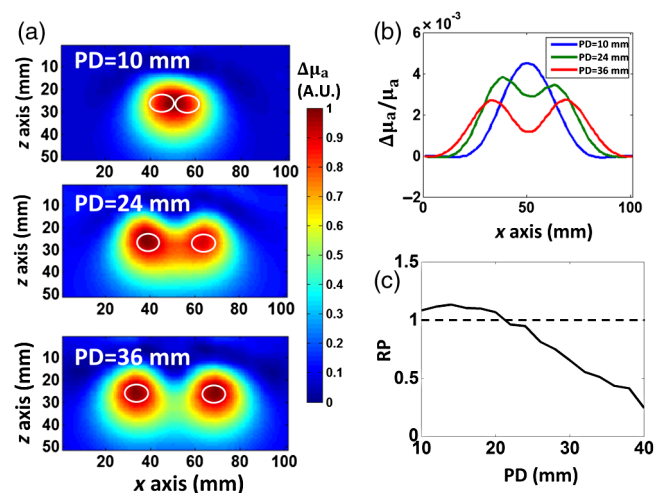 (a)
PD=10 mm
10
20
30
40
50
z axis (mm)
20 40 60 80 100
PD=24 mm
10
20
30
40
50
z axis (mm)
20 40 60 80 100
PD=36 mm
10
20
30
40
50
z axis (mm)
20 40 60 80 100
x axis (mm)
Δμa
(A.U.)
1
0.9
0.8
0.7
0.6
0.5
0.4
0.3
0.2
0.1
0
(b)
6 × 10⁻³
4
2
0
−2
Δμa/μa
PD=10 mm
PD=24 mm
PD=36 mm
0 50 100
x axis (mm)
(c)
1.5
1
0.5
0
RP
10 20 30 40
PD (mm)